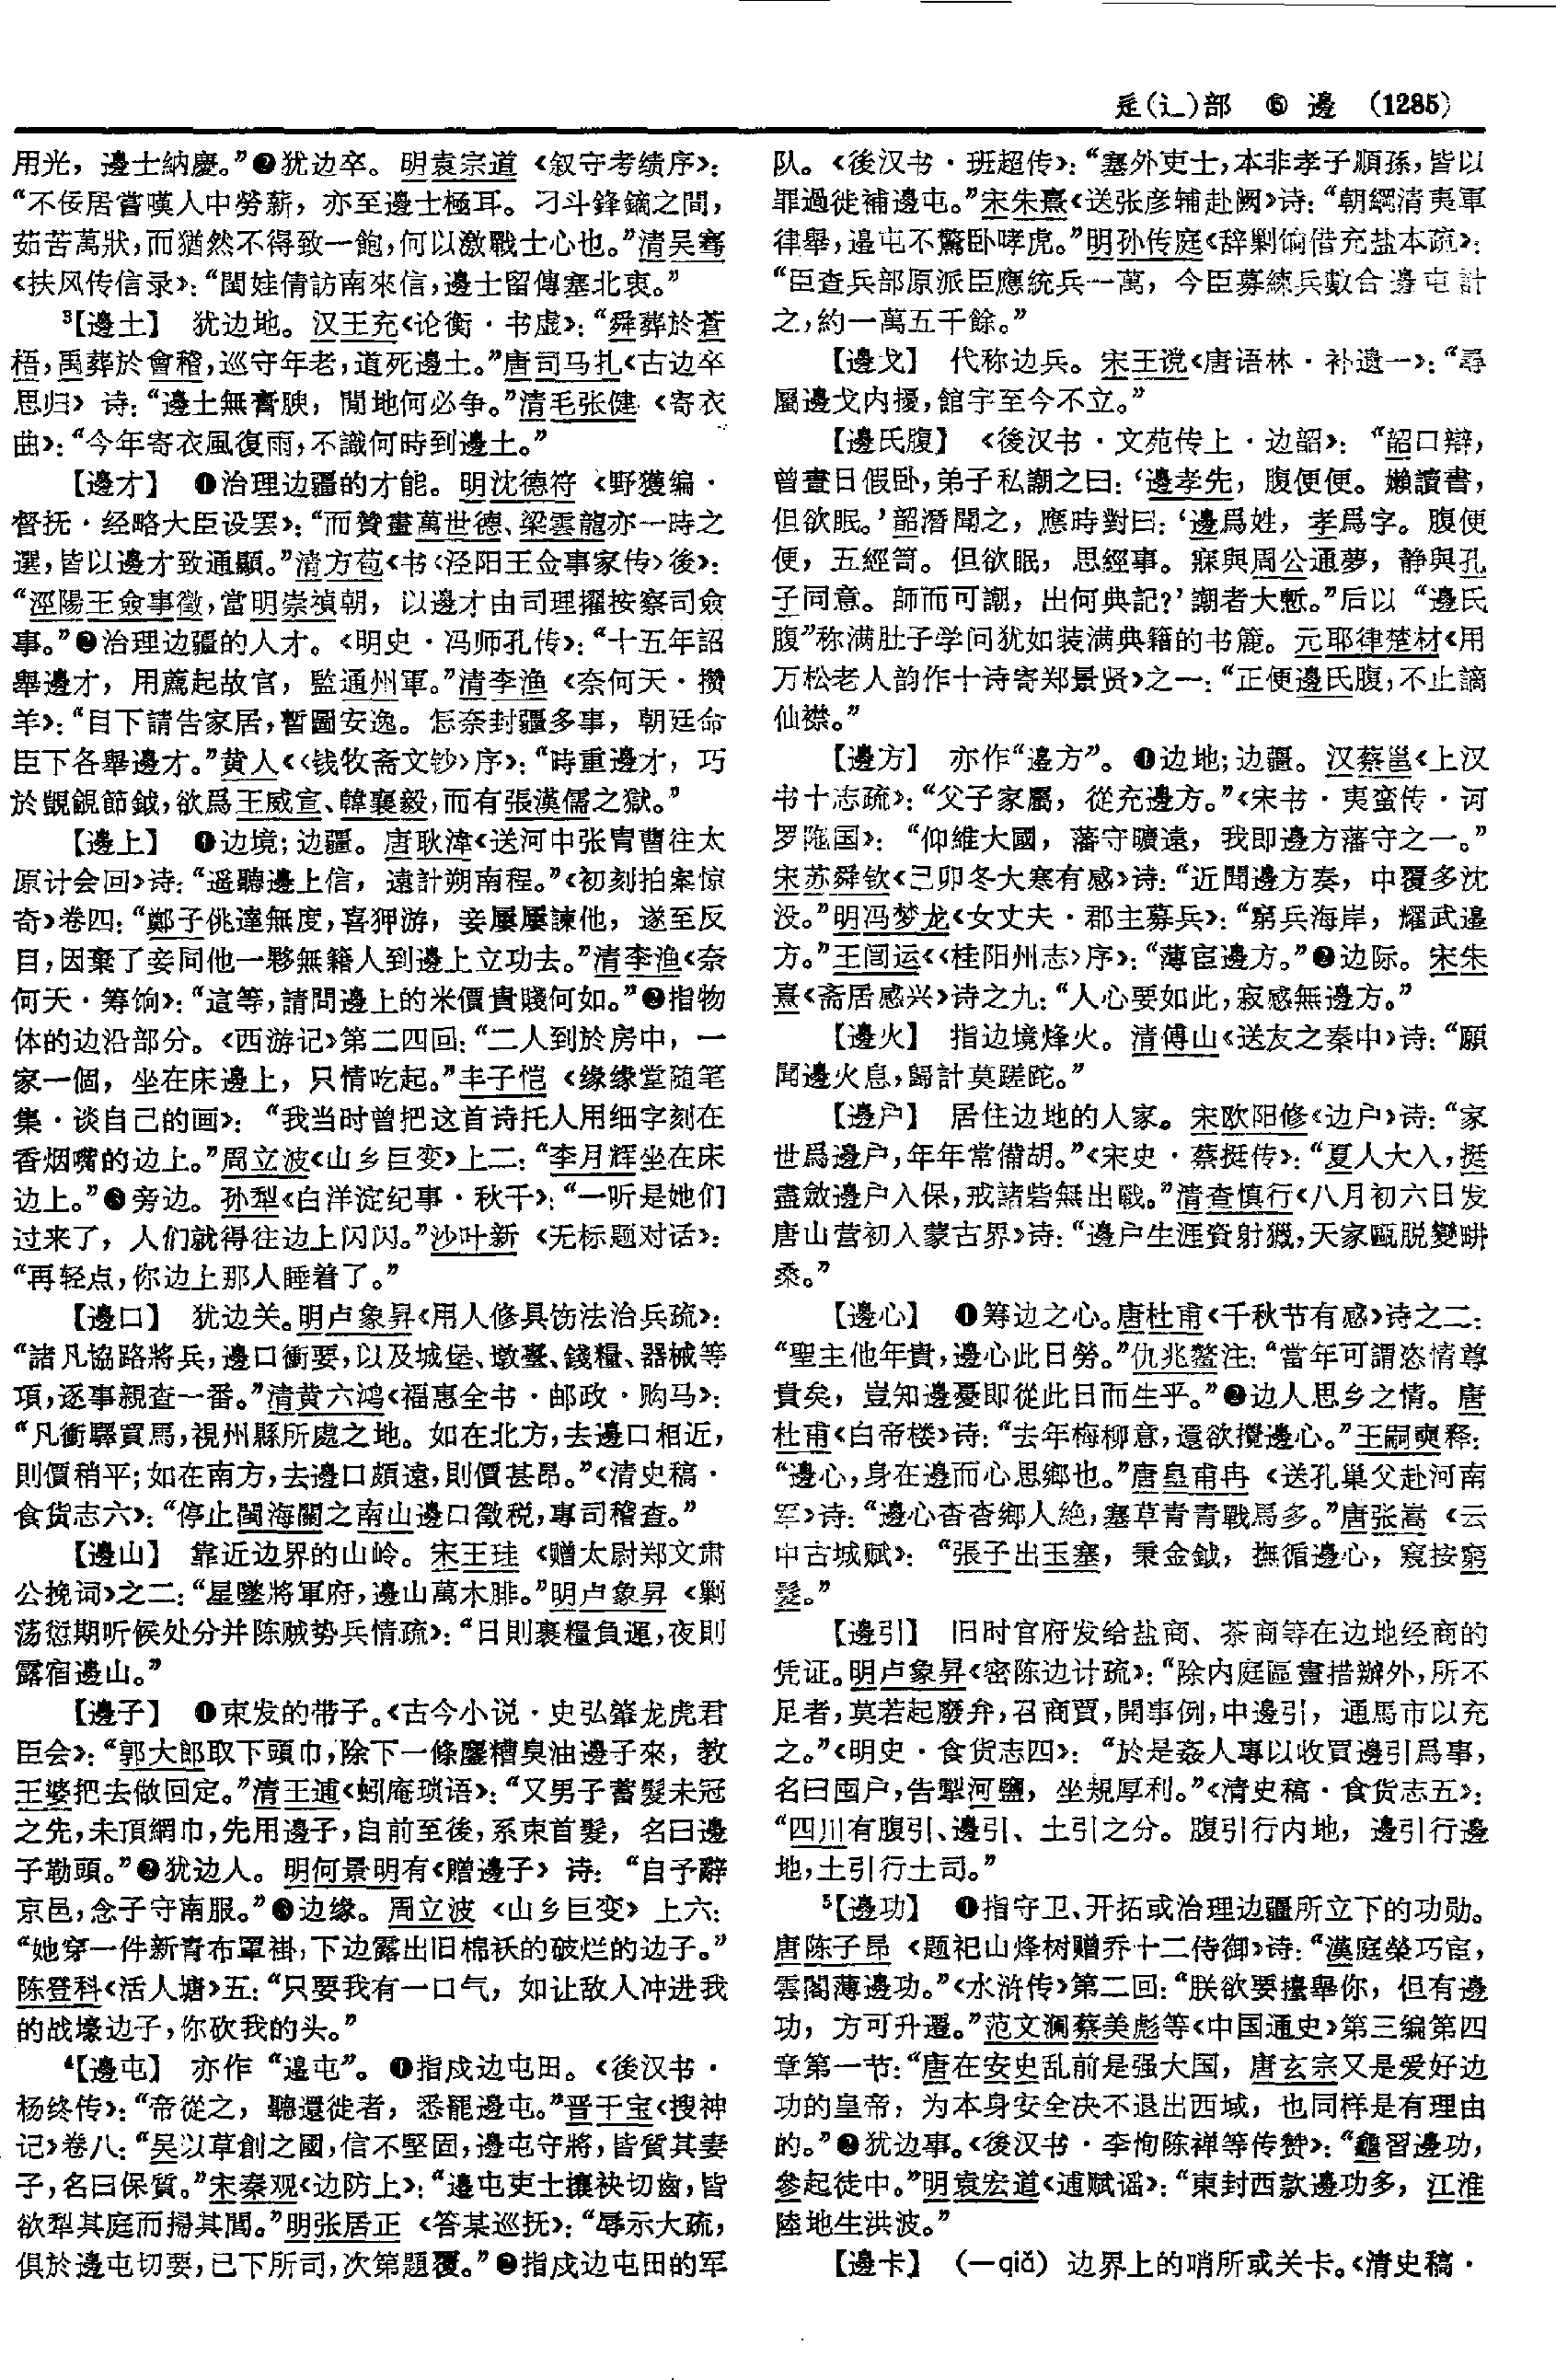 辵(辶)部 ⑮ 邊 (1285)
用光，邊士納慶。”❷犹边卒。明袁宗道《叙守考绩序》：
“不佞居嘗嘆人中勞薪，亦至邊士極耳。刁斗鋒鏑之間，
茹苦萬狀，而猶然不得致一飽，何以激戰士心也。”清吴骞
《扶风传信录》：“閨娃倩訪南來信，邊士留傳塞北衷。”
³【邊土】 犹边地。汉王充《论衡·书虚》：“舜葬於蒼
梧，禹葬於會稽，巡守年老，道死邊土。”唐司马扎《古边卒
思归》诗：“邊土無膏腴，閒地何必争。”清毛张健《寄衣
曲》：“今年寄衣風復雨，不識何時到邊土。”
【邊才】 ❶治理边疆的才能。明沈德符《野獲编·
督抚·经略大臣设罢》：“而贊畫萬世德、梁雲龍亦一時之
選，皆以邊才致通顯。”清方苞《书〈泾阳王佥事家传〉後》：
“涇陽王僉事徵，當明崇禎朝，以邊才由司理擢按察司僉
事。”❷治理边疆的人才。《明史·冯师孔传》：“十五年詔
舉邊才，用薦起故官，監通州軍。”清李渔《奈何天·攒
羊》：“目下請告家居，暫圖安逸。怎奈封疆多事，朝廷命
臣下各舉邊才。”黄人《〈钱牧斋文钞〉序》：“時重邊才，巧
於覬覦節鉞，欲爲王威宣、韓襄毅，而有張漢儒之獄。”
【邊上】 ❶边境；边疆。唐耿湋《送河中张胄曹往太
原计会回》诗：“遥聽邊上信，遠計朔南程。”《初刻拍案惊
奇》卷四：“鄭子佻達無度，喜狎游，妾屢屢諫他，遂至反
目，因棄了妾同他一夥無籍人到邊上立功去。”清李渔《奈
何天·筹饷》：“這等，請問邊上的米價貴賤何如。”❷指物
体的边沿部分。《西游记》第二四回：“二人到於房中，一
家一個，坐在床邊上，只情吃起。”丰子恺《缘缘堂随笔
集·谈自己的画》：“我当时曾把这首诗托人用细字刻在
香烟嘴的边上。”周立波《山乡巨变》上二：“李月辉坐在床
边上。”❸旁边。孙犁《白洋淀纪事·秋千》：“一听是她们
过来了，人们就得往边上闪闪。”沙叶新《无标题对话》：
“再轻点，你边上那人睡着了。”
【邊口】 犹边关。明卢象昇《用人修具饬法治兵疏》：
“諸凡協路將兵，邊口衝要，以及城堡、墩臺、錢糧、器械等
項，逐事親查一番。”清黄六鸿《福惠全书·邮政·购马》：
“凡衝驛買馬，視州縣所處之地。如在北方，去邊口相近，
則價稍平；如在南方，去邊口頗遠，則價甚昂。”《清史稿·
食货志六》：“停止閩海關之南山邊口徵税，專司稽查。”
【邊山】 靠近边界的山岭。宋王珪《赠太尉郑文肃
公挽词》之二：“星墜將軍府，邊山萬木腓。”明卢象昇《剿
荡愆期听候处分并陈贼势兵情疏》：“日則裹糧負運，夜則
露宿邊山。”
【邊子】 ❶束发的带子。《古今小说·史弘肇龙虎君
臣会》：“郭大郎取下頭巾，除下一條鏖糟臭油邊子來，教
王婆把去做回定。”清王逋《蚓庵琐语》：“又男子蓄髮未冠
之先，未頂網巾，先用邊子，自前至後，系束首髮，名曰邊
子勒頭。”❷犹边人。明何景明有《赠邊子》诗：“自予辭
京邑，念子守南服。”❸边缘。周立波《山乡巨变》上六：
“她穿一件新青布罩褂，下边露出旧棉袄的破烂的边子。”
陈登科《活人塘》五：“只要我有一口气，如让敌人冲进我
的战壕边子，你砍我的头。”
⁴【邊屯】 亦作“邉屯”。❶指戍边屯田。《後汉书·
杨终传》：“帝從之，聽還徙者，悉罷邊屯。”晋干宝《搜神
记》卷八：“吴以草創之國，信不堅固，邊屯守將，皆質其妻
子，名曰保質。”宋秦观《边防上》：“邊屯吏士攘袂切齒，皆
欲犁其庭而掃其閭。”明张居正《答某巡抚》：“辱示大疏，
俱於邊屯切要，已下所司，次第題覆。”❷指戍边屯田的军
队。《後汉书·班超传》：“塞外吏士，本非孝子順孫，皆以
罪過徙補邊屯。”宋朱熹《送张彦辅赴阙》诗：“朝綱清夷軍
律舉，邉屯不驚卧哮虎。”明孙传庭《辞剿饷借充盐本疏》：
“臣查兵部原派臣應統兵一萬，今臣募練兵數合邊屯計
之，約一萬五千餘。”
【邊戈】 代称边兵。宋王谠《唐语林·补遗一》：“尋
屬邊戈内擾，館宇至今不立。”
【邊氏腹】 《後汉书·文苑传上·边韶》：“韶口辯，
曾晝日假卧，弟子私謿之曰：‘邊孝先，腹便便。嬾讀書，
但欲眠。’韶潛聞之，應時對曰：‘邊爲姓，孝爲字。腹便
便，五經笥。但欲眠，思經事。寐與周公通夢，静與孔
子同意。師而可謿，出何典記？’謿者大慙。”后以“邊氏
腹”称满肚子学问犹如装满典籍的书簏。元耶律楚材《用
万松老人韵作十诗寄郑景贤》之一：“正便邊氏腹，不止謫
仙襟。”
【邊方】 亦作“邉方”。❶边地；边疆。汉蔡邕《上汉
书十志疏》：“父子家屬，從充邊方。”《宋书·夷蛮传·诃
罗陁国》：“仰維大國，藩守曠遠，我即邊方藩守之一。”
宋苏舜钦《己卯冬大寒有感》诗：“近聞邊方奏，中覆多沈
没。”明冯梦龙《女丈夫·郡主募兵》：“窮兵海岸，耀武邉
方。”王闿运《〈桂阳州志〉序》：“薄宦邊方。”❷边际。宋朱
熹《斋居感兴》诗之九：“人心要如此，寂感無邊方。”
【邊火】 指边境烽火。清傅山《送友之秦中》诗：“願
聞邊火息，歸計莫蹉跎。”
【邊户】 居住边地的人家。宋欧阳修《边户》诗：“家
世爲邊户，年年常備胡。”《宋史·蔡挺传》：“夏人大入，挺
盡斂邊户入保，戒諸砦無出戰。”清查慎行《八月初六日发
唐山营初入蒙古界》诗：“邊户生涯資射獵，天家甌脱變畊
桑。”
【邊心】 ❶筹边之心。唐杜甫《千秋节有感》诗之二：
“聖主他年貴，邊心此日勞。”仇兆鳌注：“當年可謂恣情尊
貴矣，豈知邊憂即從此日而生乎。”❷边人思乡之情。唐
杜甫《白帝楼》诗：“去年梅柳意，還欲攪邊心。”王嗣奭释：
“邊心，身在邊而心思鄉也。”唐皇甫冉《送孔巢父赴河南
军》诗：“邊心杳杳鄉人絶，塞草青青戰馬多。”唐张嵩《云
中古城赋》：“張子出玉塞，秉金鉞，撫循邊心，窺按窮
髮。”
【邊引】 旧时官府发给盐商、茶商等在边地经商的
凭证。明卢象昇《密陈边计疏》：“除内庭區畫措辦外，所不
足者，莫若起廢弁，召商賈，開事例，中邊引，通馬市以充
之。”《明史·食货志四》：“於是姦人專以收買邊引爲事，
名曰囤户，告掣河鹽，坐規厚利。”《清史稿·食货志五》：
“四川有腹引、邊引、土引之分。腹引行内地，邊引行邊
地，土引行土司。”
⁵【邊功】 ❶指守卫、开拓或治理边疆所立下的功勋。
唐陈子昂《题祀山烽树赠乔十二侍御》诗：“漢庭榮巧宦，
雲閣薄邊功。”《水浒传》第二回：“朕欲要擡舉你，但有邊
功，方可升遷。”范文澜蔡美彪等《中国通史》第三编第四
章第一节：“唐在安史乱前是强大国，唐玄宗又是爱好边
功的皇帝，为本身安全决不退出西域，也同样是有理由
的。”❷犹边事。《後汉书·李恂陈禅等传赞》：“龕習邊功，
參起徒中。”明袁宏道《逋赋谣》：“東封西款邊功多，江淮
陸地生洪波。”
【邊卡】 （—qiǎ）边界上的哨所或关卡。《清史稿·